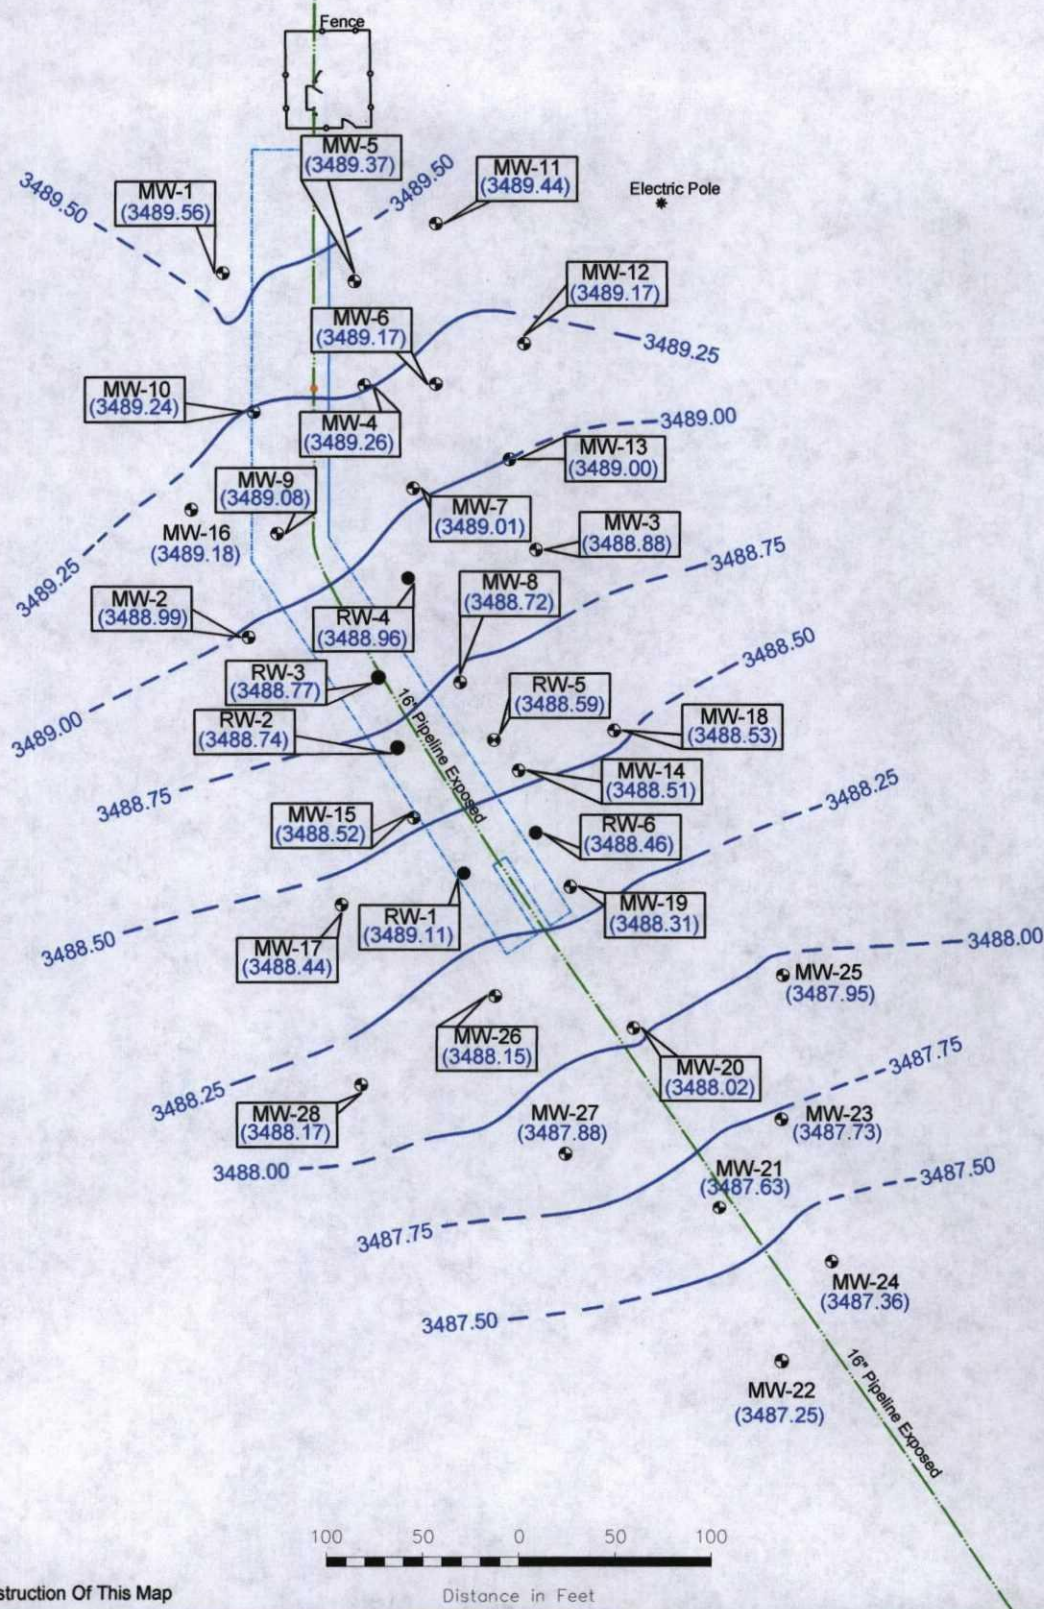 Fence
MW-5
(3489.37)
3489.50
MW-11
(3489.44)
3489.50
MW-1
(3489.56)
Electric Pole
MW-12
(3489.17)
MW-6
(3489.17)
3489.25
MW-10
(3489.24)
MW-4
(3489.26)
3489.00
MW-13
(3489.00)
MW-9
(3489.08)
MW-7
(3489.01)
MW-16
(3489.18)
MW-3
(3488.88)
3489.25
3488.75
MW-8
(3488.72)
MW-2
(3488.99)
RW-4
(3488.96)
3488.50
RW-3
(3488.77)
RW-5
(3488.59)
3489.00
RW-2
(3488.74)
16" Pipeline Exposed
MW-18
(3488.53)
MW-14
(3488.51)
3488.75
3488.25
MW-15
(3488.52)
RW-6
(3488.46)
RW-1
(3489.11)
MW-19
(3488.31)
3488.50
MW-17
(3488.44)
3488.00
MW-25
(3487.95)
MW-26
(3488.15)
MW-20
(3488.02)
3487.75
3488.25
MW-28
(3488.17)
MW-27
(3487.88)
MW-23
(3487.73)
3488.00
MW-21
(3487.63)
3487.50
3487.75
MW-24
(3487.36)
3487.50
16" Pipeline Exposed
MW-22
(3487.25)
100 50 0 50 100
Distance in Feet
struction Of This Map